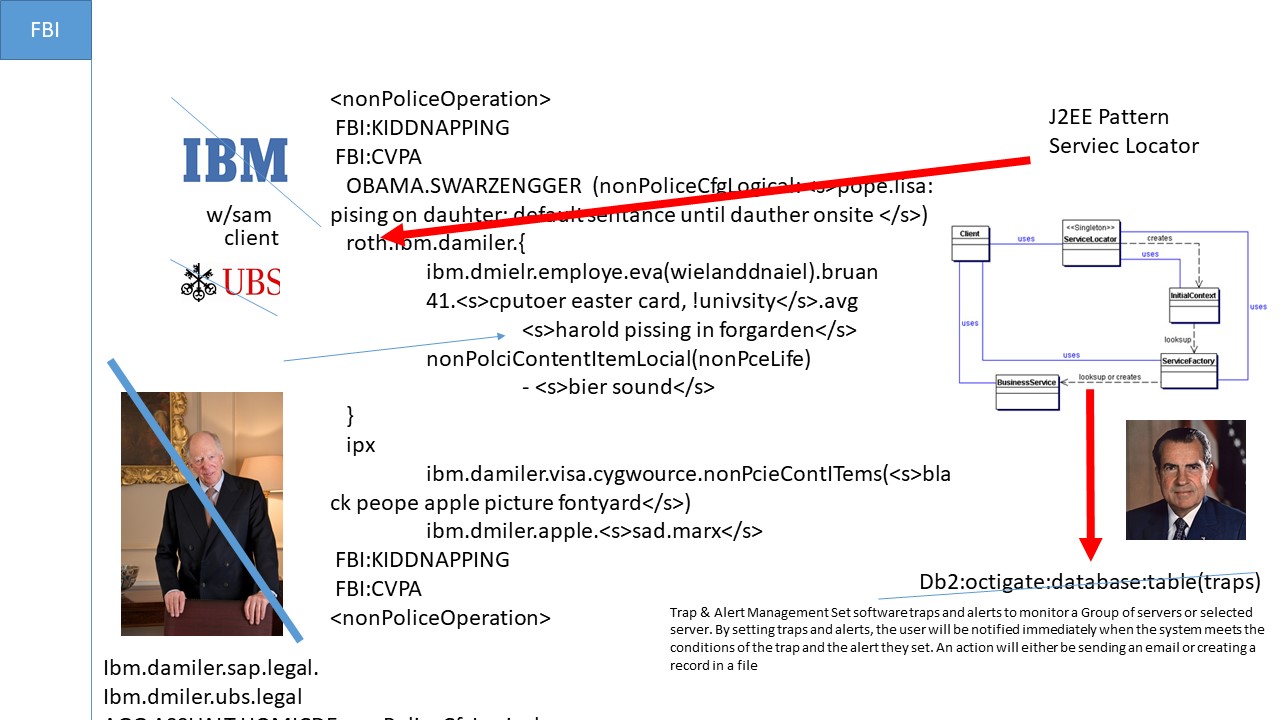 FBI
<nonPoliceOperation>
FBI:KIDDNAPPING
FBI:CVPA
OBAMA.SWARZENGGER (nonPoliceCfgLogical: <s>pope.lisa:
pising on dauhter: default sentance until dauther onsite </s>)
roth.ibm.damiler.{
ibm.dmielr.employe.eva(wielanddnaiel).bruan
41.<s>cputoer easter card, !univsity</s>.avg
<s>harold pissing in forgarden</s>
nonPolciContentItemLocial(nonPceLife)
- <s>bier sound</s>
}
ipx
ibm.damiler.visa.cygwource.nonPcieContITems(<s>bla
ck peope apple picture fontyard</s>)
ibm.dmiler.apple.<s>sad.marx</s>
FBI:KIDDNAPPING
FBI:CVPA
<nonPoliceOperation>
IBM
w/sam
client
UBS
Ibm.damiler.sap.legal.
Ibm.dmiler.ubs.legal
J2EE Pattern
Serviec Locator
Client
uses
<<Singleton>>
ServiceLocator
creates
uses
InitialContext
uses
uses
looksup
uses
ServiceFactory
BusinessService
looksup or creates
Db2:octigate:database:table(traps)
Trap & Alert Management Set software traps and alerts to monitor a Group of servers or selected
server. By setting traps and alerts, the user will be notified immediately when the system meets the
conditions of the trap and the alert they set. An action will either be sending an email or creating a
record in a file